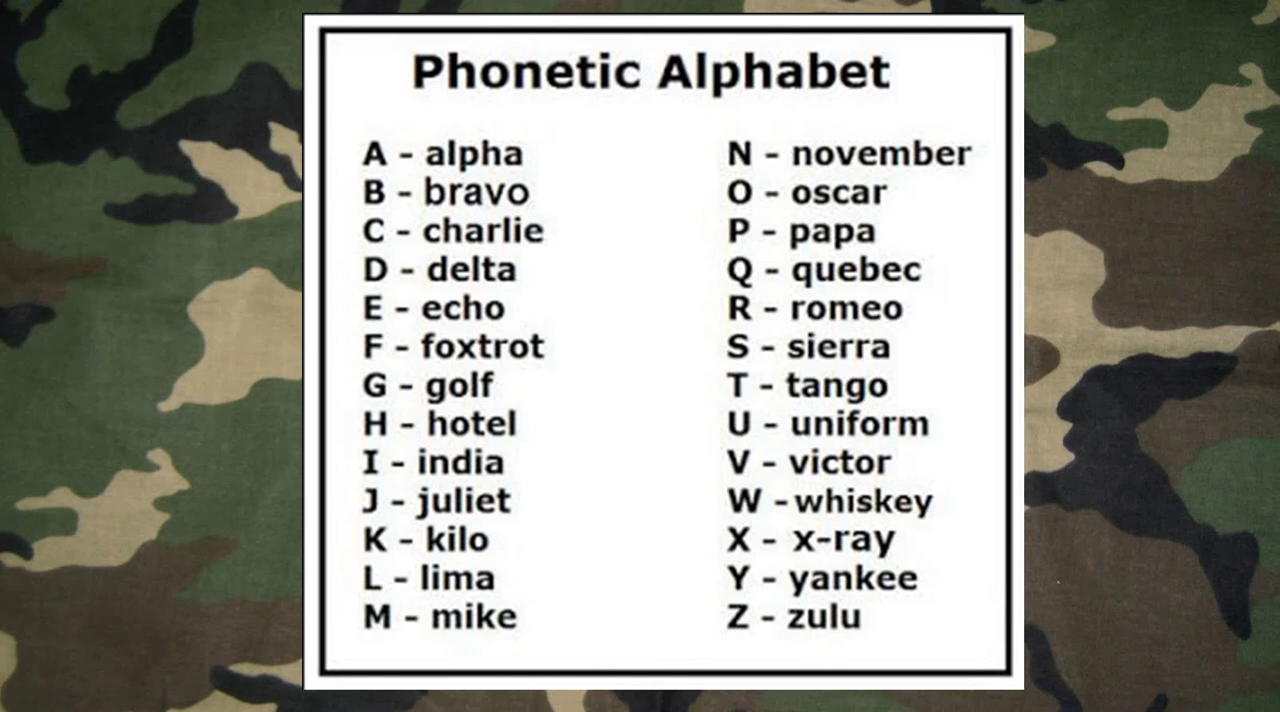 Phonetic Alphabet
A - alpha
B - bravo
C - charlie
D - delta
E - echo
F - foxtrot
G - golf
H - hotel
I - india
J - juliet
K - kilo
L - lima
M - mike
N - november
O - oscar
P - papa
Q - quebec
R - romeo
S - sierra
T - tango
U - uniform
V - victor
W - whiskey
X - x-ray
Y - yankee
Z - zulu